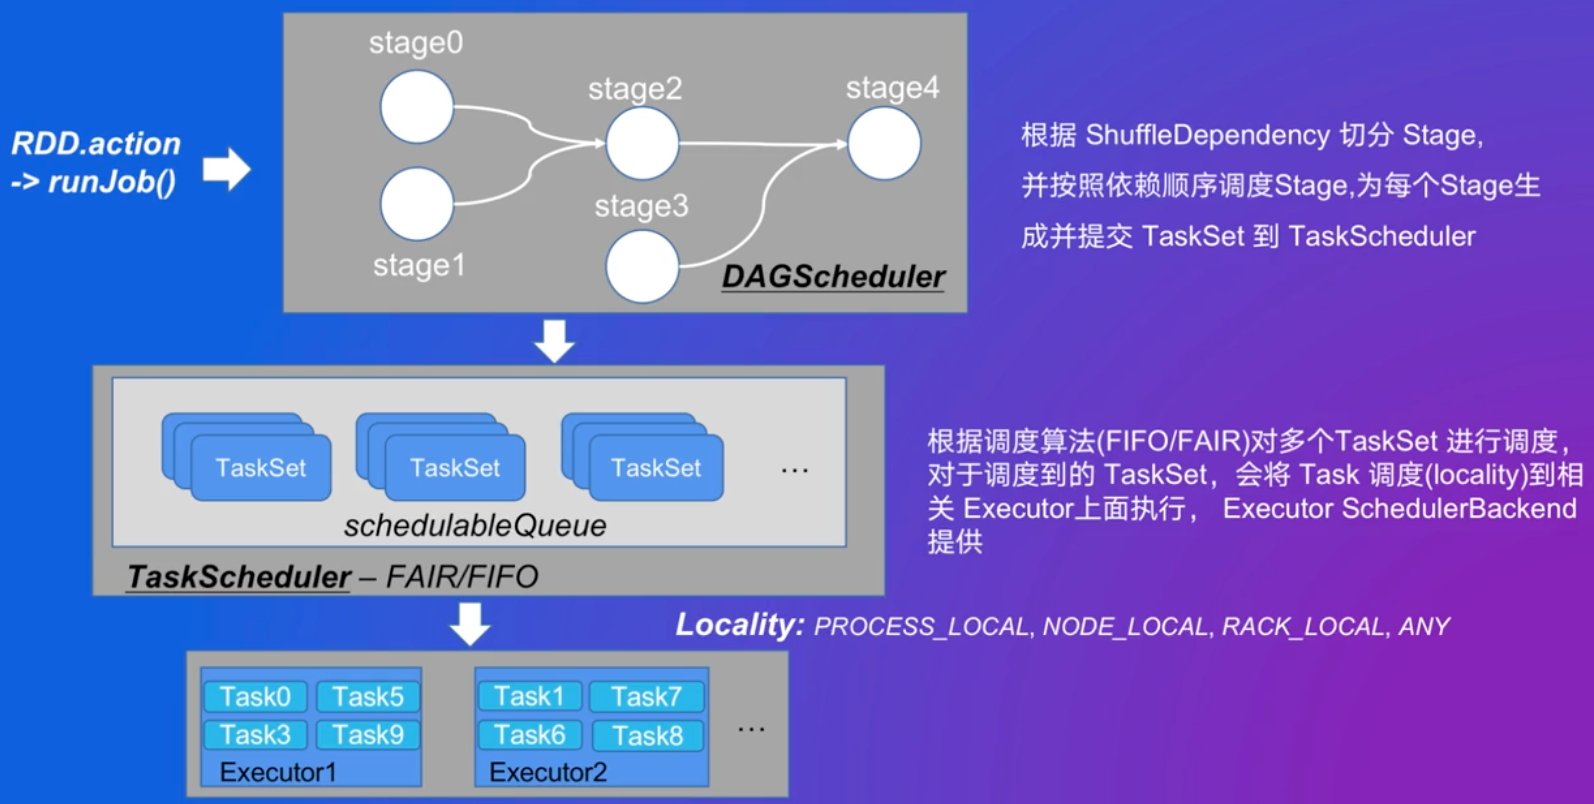 stage0
stage2
stage4
RDD.action
-> runJob()
stage3
stage1
DAGScheduler
根据 ShuffleDependency 切分 Stage,
并按照依赖顺序调度Stage,为每个Stage生
成并提交 TaskSet 到 TaskScheduler
TaskSet
TaskSet
TaskSet
...
schedulableQueue
TaskScheduler – FAIR/FIFO
根据调度算法(FIFO/FAIR)对多个TaskSet 进行调度，
对于调度到的 TaskSet，会将 Task 调度(locality)到相
关 Executor上面执行， Executor SchedulerBackend
提供
Locality: PROCESS_LOCAL, NODE_LOCAL, RACK_LOCAL, ANY
Task0 Task5
Task3 Task9
Executor1
Task1 Task7
Task6 Task8
Executor2
...